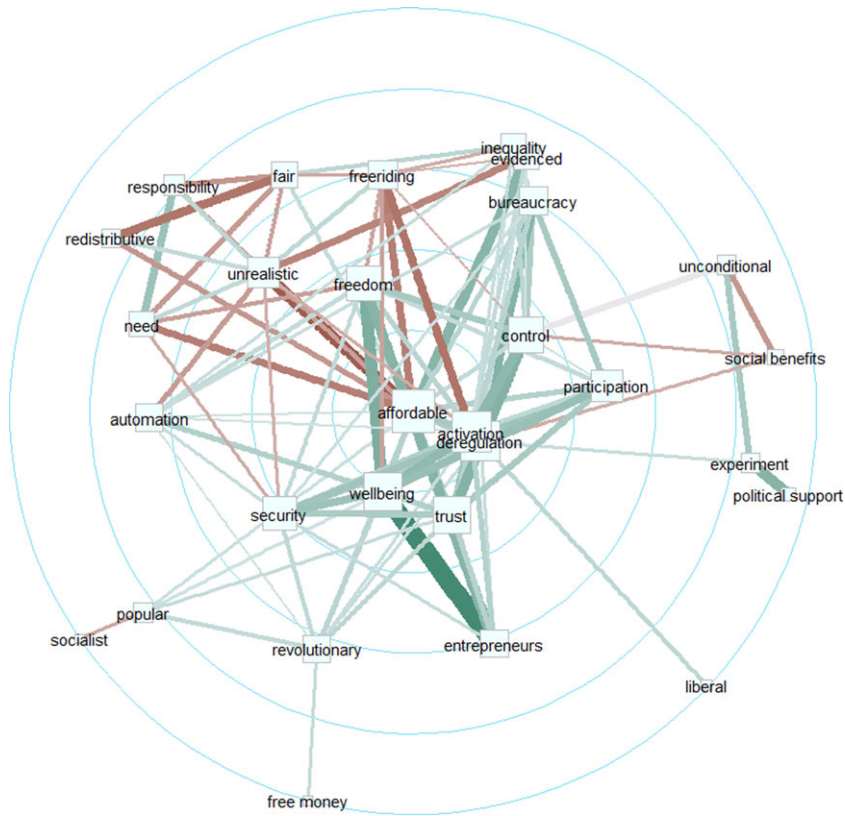 inequality
evidenced
fair
freeriding
responsibility
bureaucracy
redistributive
unrealistic
freedom
unconditional
need
control
social benefits
participation
automation
affordable
activation
deregulation
experiment
wellbeing
political support
security
trust
popular
socialist
revolutionary
entrepreneurs
liberal
free money